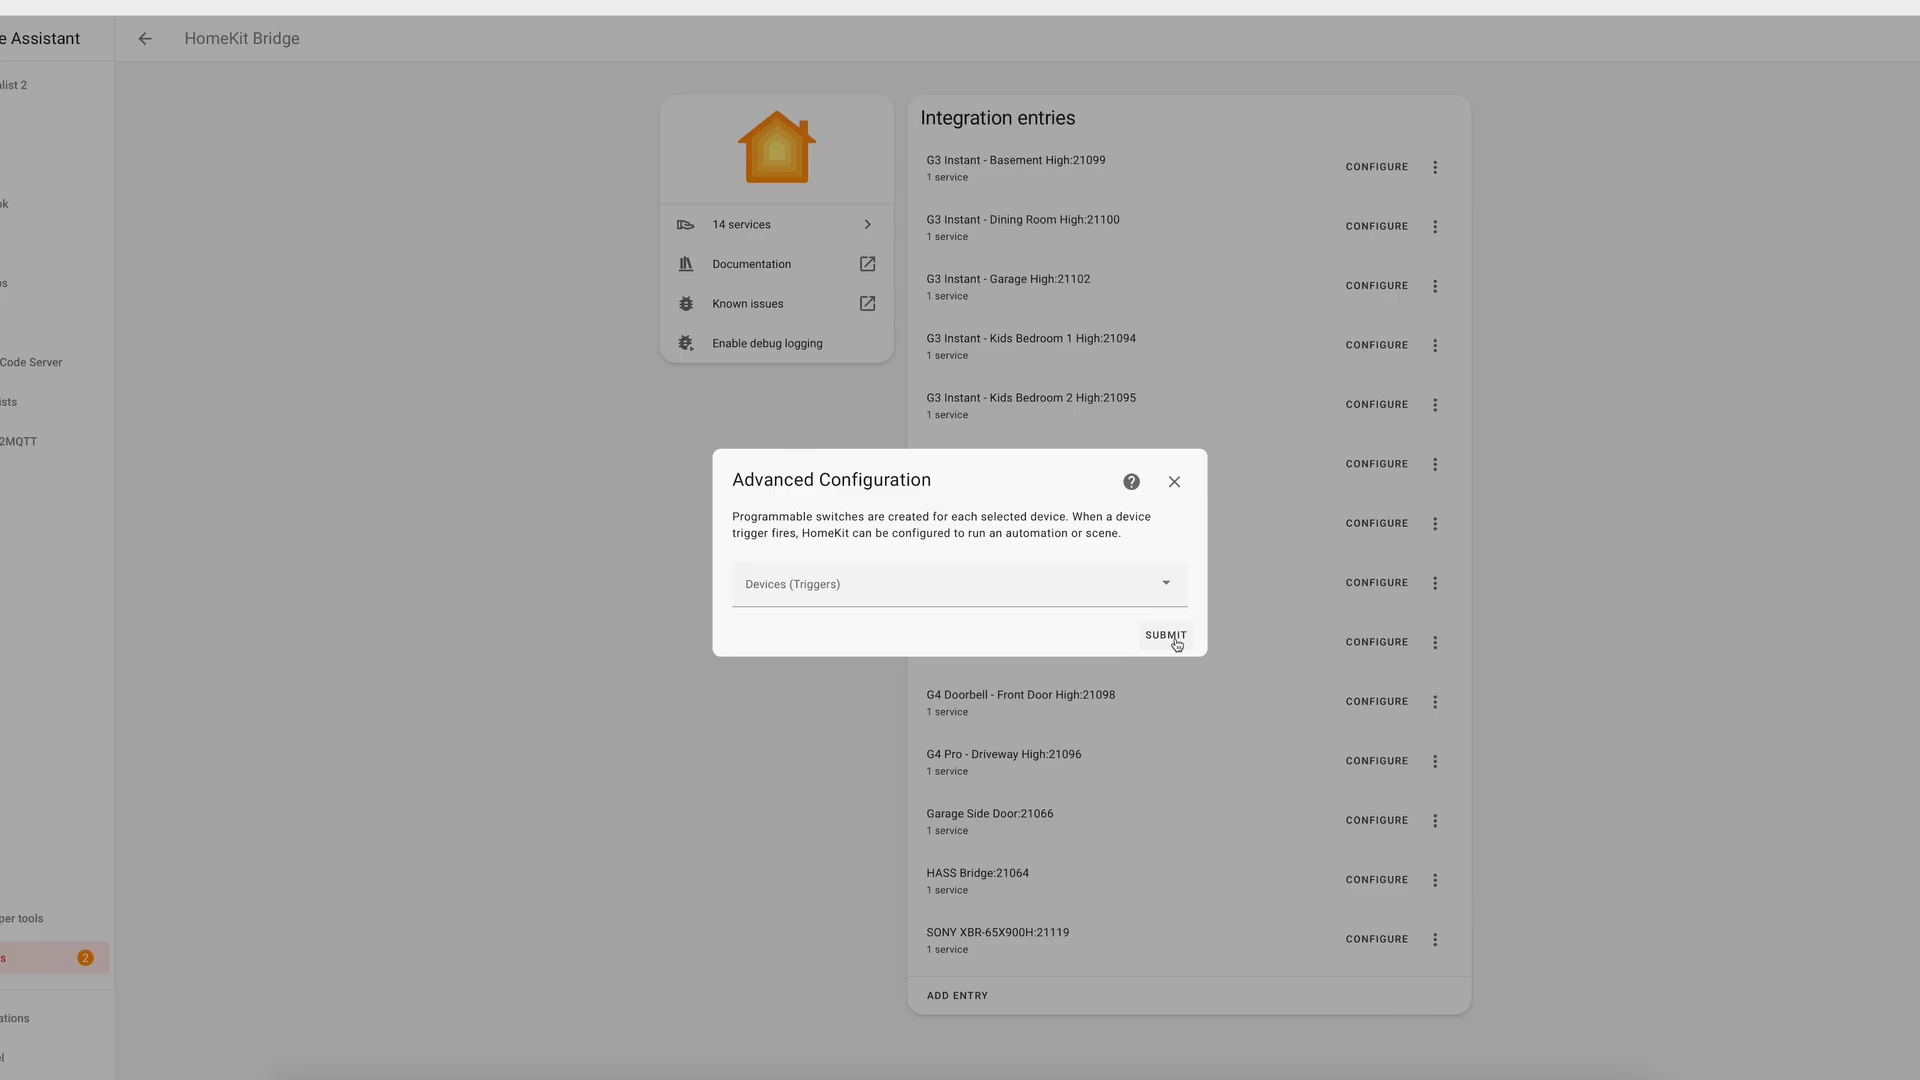 e Assistant
HomeKit Bridge
list 2
ok
os
Code Server
ists
2MQTT
per tools
s
2
ations
el
14 services
Documentation
Known issues
Enable debug logging
Integration entries
G3 Instant - Basement High:21099
1 service
CONFIGURE
G3 Instant - Dining Room High:21100
1 service
CONFIGURE
G3 Instant - Garage High:21102
1 service
CONFIGURE
G3 Instant - Kids Bedroom 1 High:21094
1 service
CONFIGURE
G3 Instant - Kids Bedroom 2 High:21095
1 service
CONFIGURE
CONFIGURE
CONFIGURE
CONFIGURE
CONFIGURE
Advanced Configuration
Programmable switches are created for each selected device. When a device
trigger fires, HomeKit can be configured to run an automation or scene.
Devices (Triggers)
SUBMIT
G4 Doorbell - Front Door High:21098
1 service
CONFIGURE
G4 Pro - Driveway High:21096
1 service
CONFIGURE
Garage Side Door:21066
1 service
CONFIGURE
HASS Bridge:21064
1 service
CONFIGURE
SONY XBR-65X900H:21119
1 service
CONFIGURE
ADD ENTRY